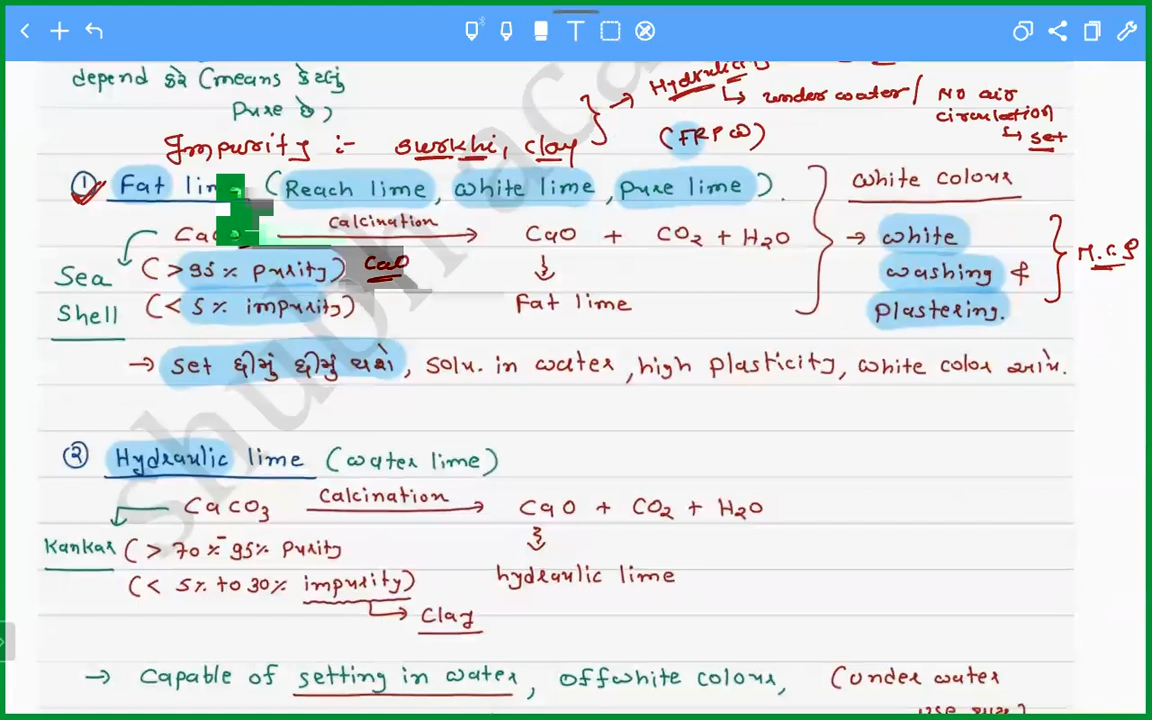 depend કરે (means કેટલું
Pure છે)
Hydraulic
↳ under water / No air circulation
↳ set
Impurity :- surkhi, clay } →
(FRPCD)
① Fat lime (Reach lime, white lime, pure lime).
White colour
CaCO₃ Calcination → CaO + CO₂ + H₂O
→ white washing & plastering.
M.C.Q
Sea Shell
(> 95% purity) CaO
(< 5% impurity)
Fat lime
→ set ધીમું ધીમું થશે, solu. in water, high plasticity, white color આવે.
② Hydraulic lime (water lime)
CaCO₃ Calcination → CaO + CO₂ + H₂O
Kankar (> 70% - 95% Purity
(< 5% to 30% impurity)
hydraulic lime
→ Clay
→ Capable of setting in water, offwhite colour, (under water
use